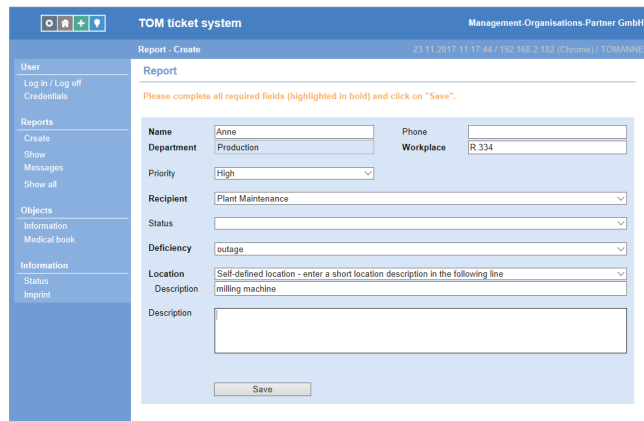 TOM ticket system
Management-Organisations-Partner GmbH
Report - Create
23.11.2017 11:17:44 / 192.168.2.182 (Chrome) / TOMANNE
User
Log in / Log off
Credentials
Reports
Create
Show
Messages
Show all
Objects
Information
Medical book
Information
Status
Imprint
Report
Please complete all required fields (highlighted in bold) and click on "Save".
Name Anne Phone
Department Production Workplace R.334
Priority High
Recipient Plant Maintenance
Status
Deficiency outage
Location Self-defined location - enter a short location description in the following line
Description milling machine
Description
Save